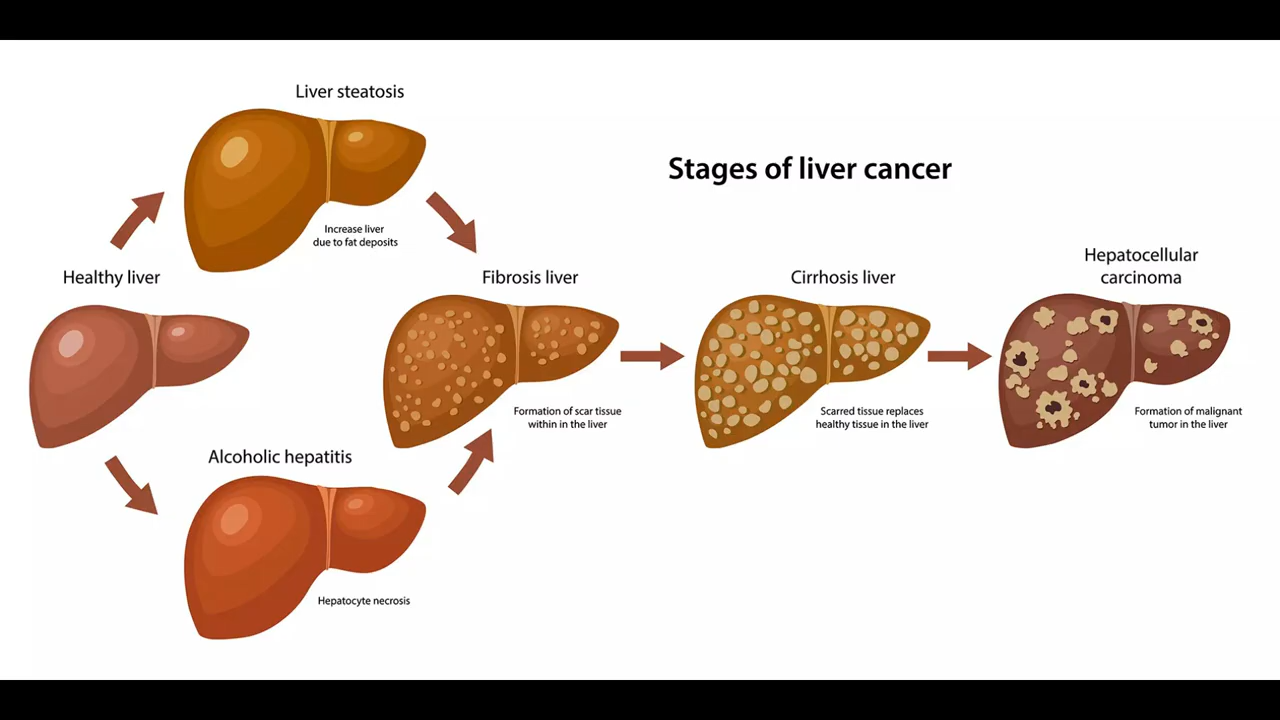 Liver steatosis
Stages of liver cancer
Increase liver
due to fat deposits
Healthy liver
Fibrosis liver
Cirrhosis liver
Hepatocellular
carcinoma
Formation of scar tissue
within in the liver
Scarred tissue replaces
healthy tissue in the liver
Formation of malignant
tumor in the liver
Alcoholic hepatitis
Hepatocyte necrosis